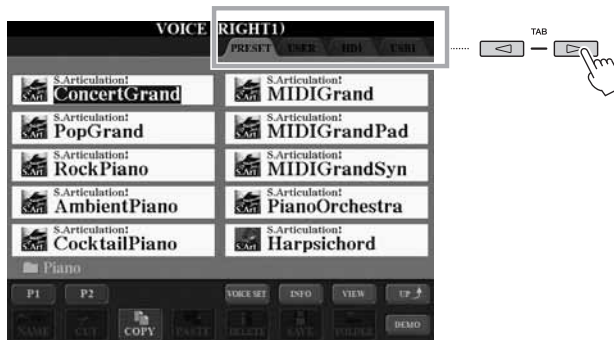 VOICE (RIGHT1)
PRESET USER HD1 USB1
TAB
S.Articulation!
ConcertGrand
S.Articulation!
MIDIGrand
S.Articulation!
PopGrand
S.Articulation!
MIDIGrandPad
S.Articulation!
RockPiano
S.Articulation!
MIDIGrandSyn
S.Articulation!
AmbientPiano
S.Articulation!
PianoOrchestra
S.Articulation!
CocktailPiano
S.Articulation!
Harpsichord
Piano
P1 P2 VOICE SET INFO VIEW UP
NAME CUT COPY PASTE DELETE SAVE FOLDER DEMO